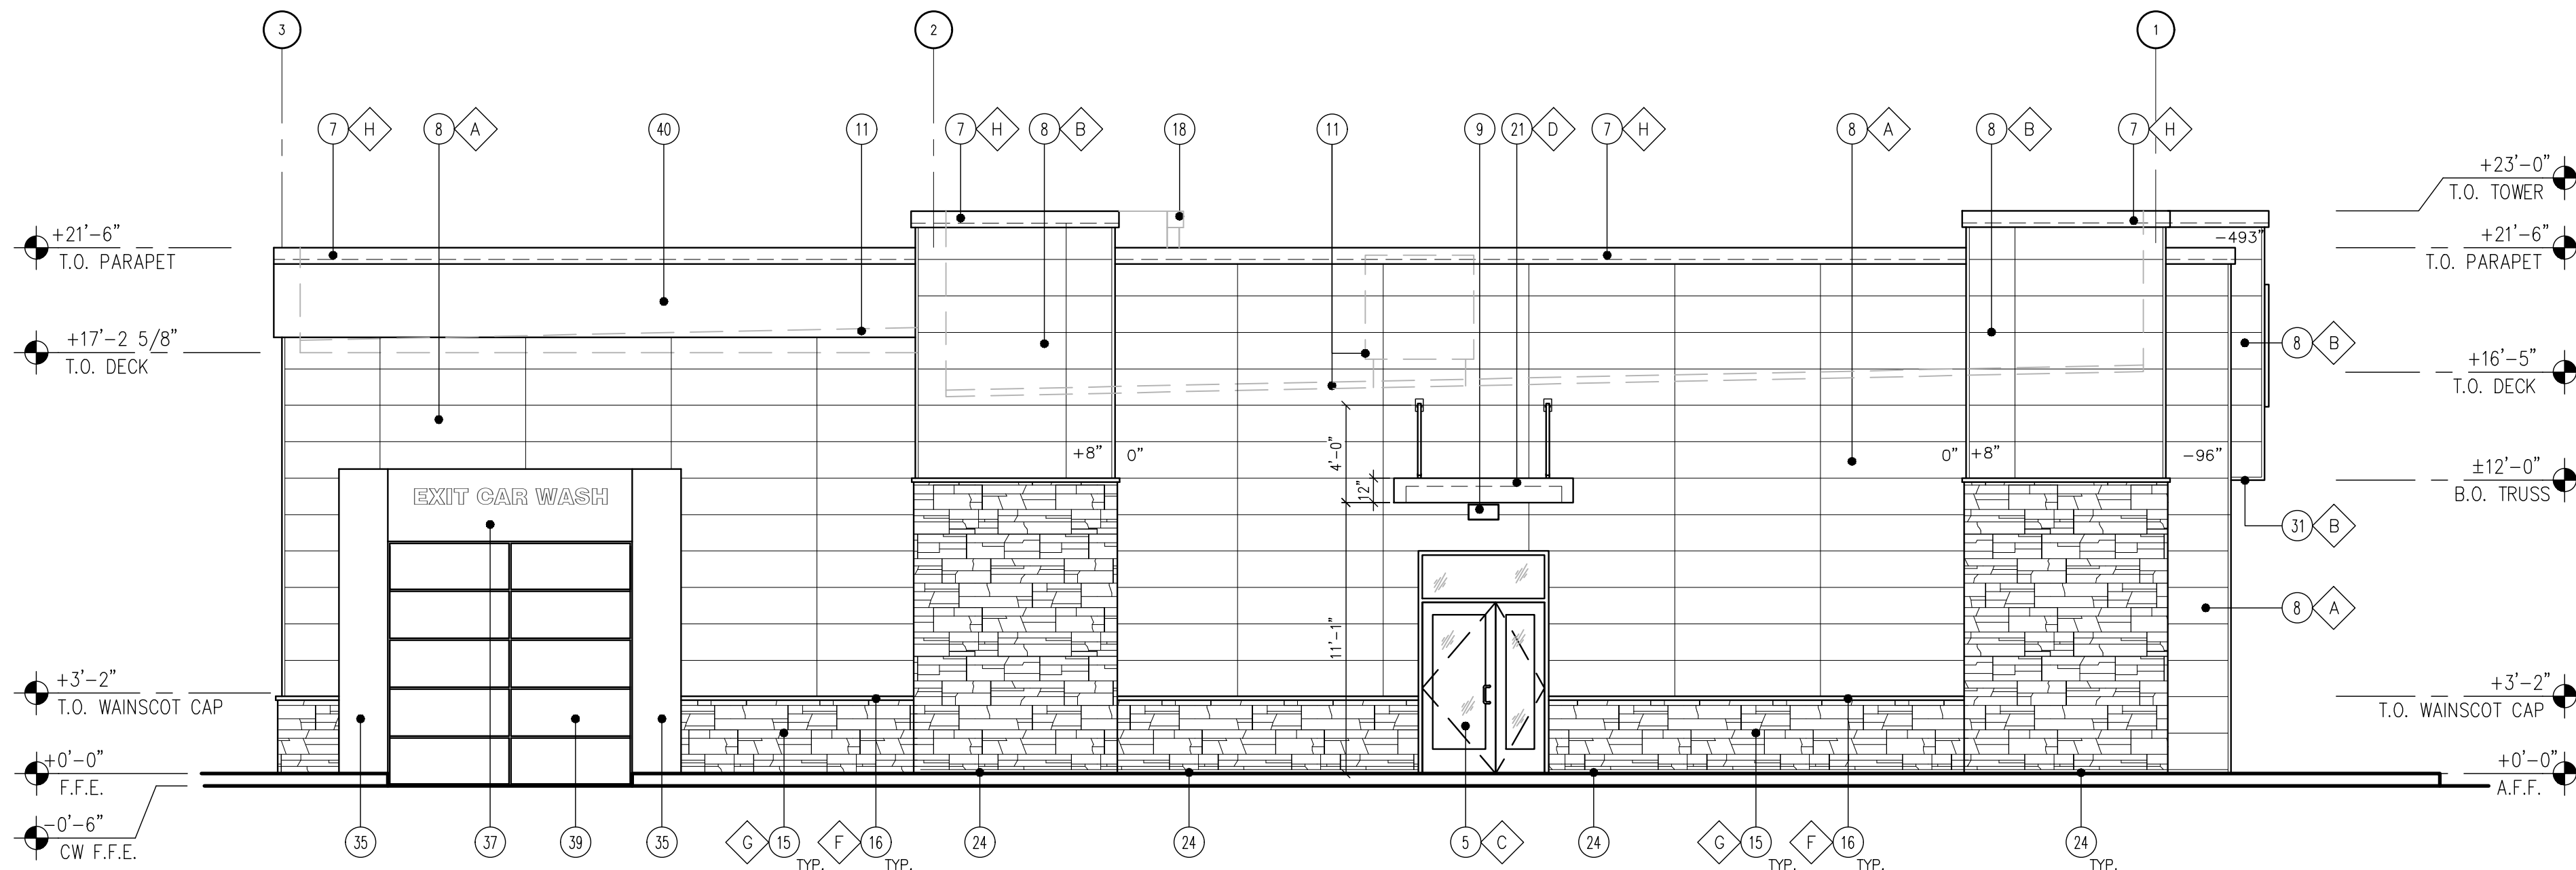 3
2
1
7 H
8 A
40
11
7 H
8 B
18
11
9
21 D
7 H
8 A
8 B
7 H
+23'-0"
T.O. TOWER
+21'-6"
T.O. PARAPET
-493"
+21'-6"
T.O. PARAPET
+17'-2 5/8"
T.O. DECK
8 B
+16'-5"
T.O. DECK
+8"
0"
4'-0"
12"
0"
+8"
-96"
±12'-0"
B.O. TRUSS
EXIT CAR WASH
31 B
8 A
11'-1"
+3'-2"
T.O. WAINSCOT CAP
+3'-2"
T.O. WAINSCOT CAP
+0'-0"
F.F.E.
+0'-0"
A.F.F.
-0'-6"
CW F.F.E.
35
37
39
35
G 15
TYP.
F 16
TYP.
24
24
5 C
24
G 15
TYP.
F 16
TYP.
24
TYP.